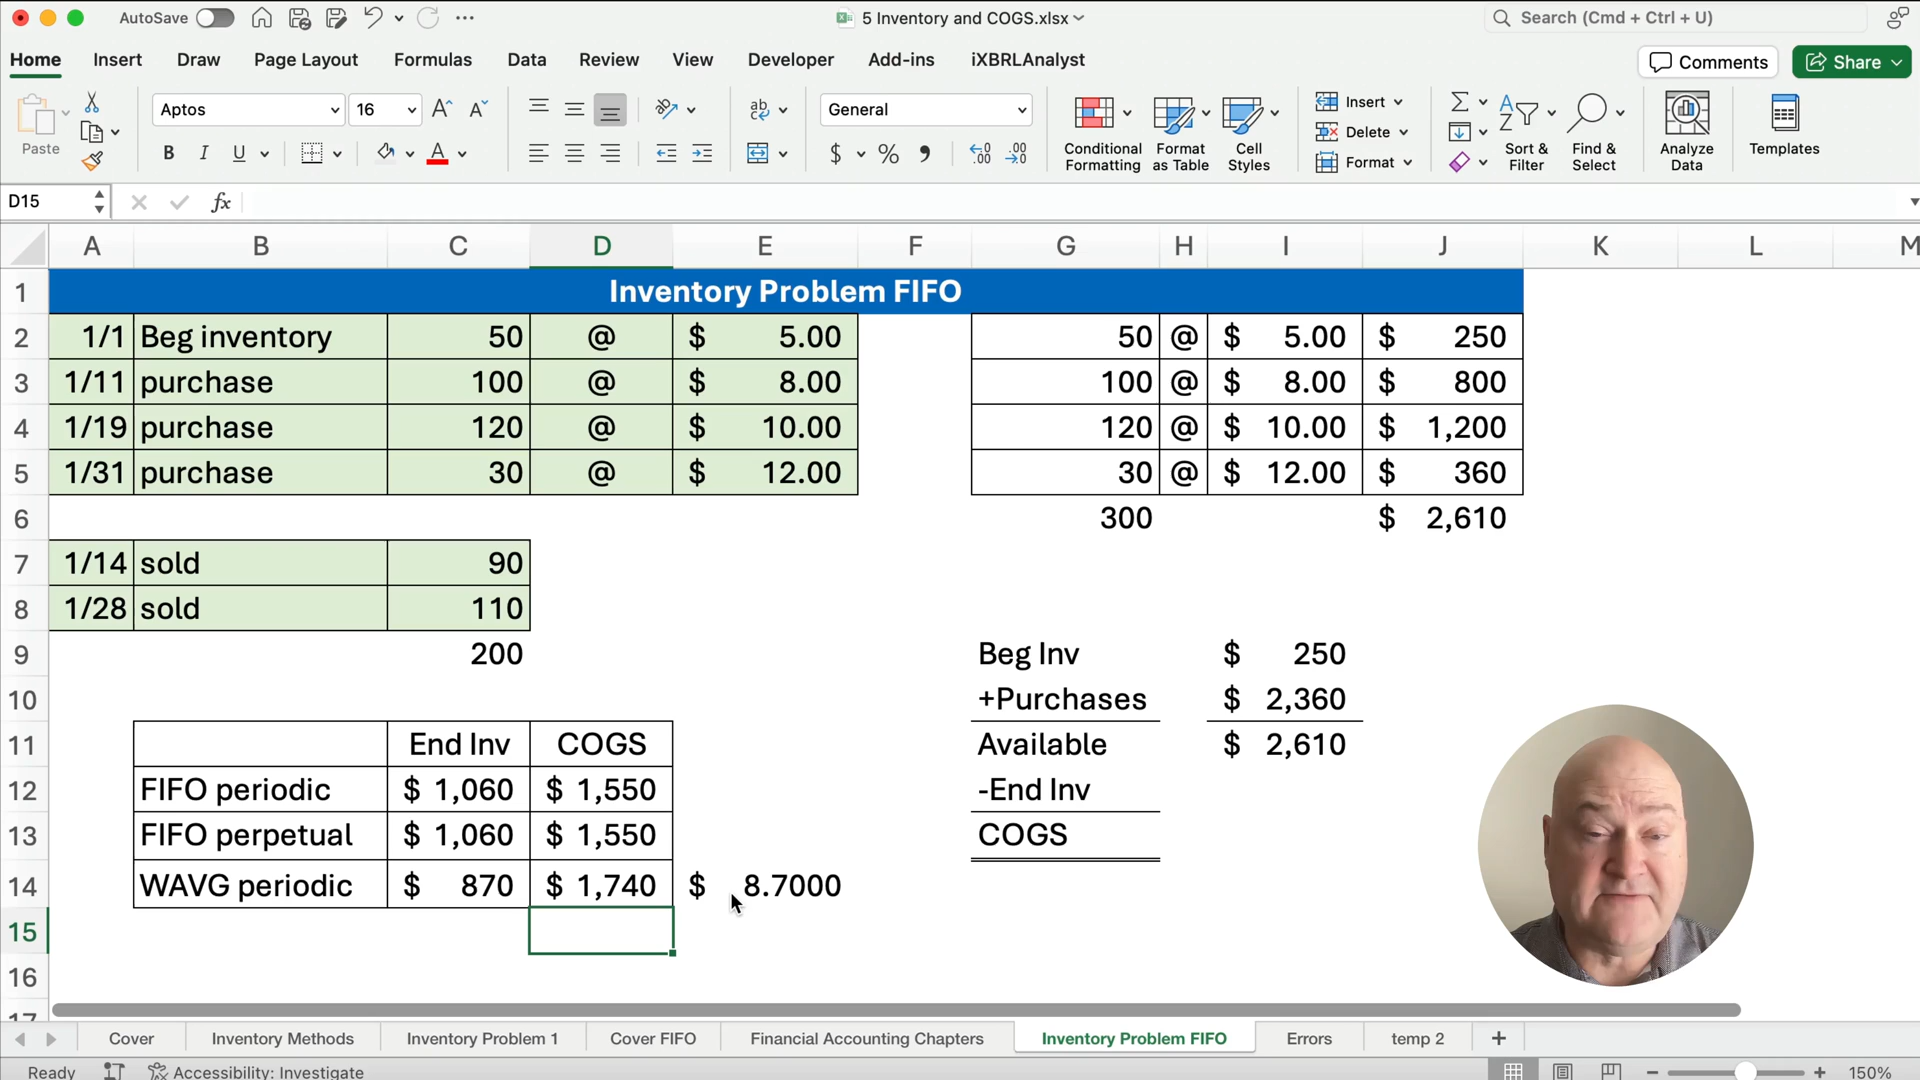 AutoSave
5 Inventory and COGS.xlsx
Search (Cmd + Ctrl + U)
Home Insert Draw Page Layout Formulas Data Review View Developer Add-ins iXBRLAnalyst
Comments Share
Paste
Aptos 16
General
Conditional Formatting
Format as Table
Cell Styles
Insert
Delete
Format
Sort & Filter
Find & Select
Analyze Data
Templates
D15 fx
A B C D E F G H I J K L M
1 Inventory Problem FIFO
2 1/1 Beg inventory 50 @ $ 5.00 50 @ $ 5.00 $ 250
3 1/11 purchase 100 @ $ 8.00 100 @ $ 8.00 $ 800
4 1/19 purchase 120 @ $ 10.00 120 @ $ 10.00 $ 1,200
5 1/31 purchase 30 @ $ 12.00 30 @ $ 12.00 $ 360
6 300 $ 2,610
7 1/14 sold 90
8 1/28 sold 110
9 200 Beg Inv $ 250
10 +Purchases $ 2,360
11 End Inv COGS Available $ 2,610
12 FIFO periodic $ 1,060 $ 1,550 -End Inv
13 FIFO perpetual $ 1,060 $ 1,550 COGS
14 WAVG periodic $ 870 $ 1,740 $ 8.7000
15
16
17
Cover Inventory Methods Inventory Problem 1 Cover FIFO Financial Accounting Chapters Inventory Problem FIFO Errors temp 2 +
Ready Accessibility: Investigate 150%